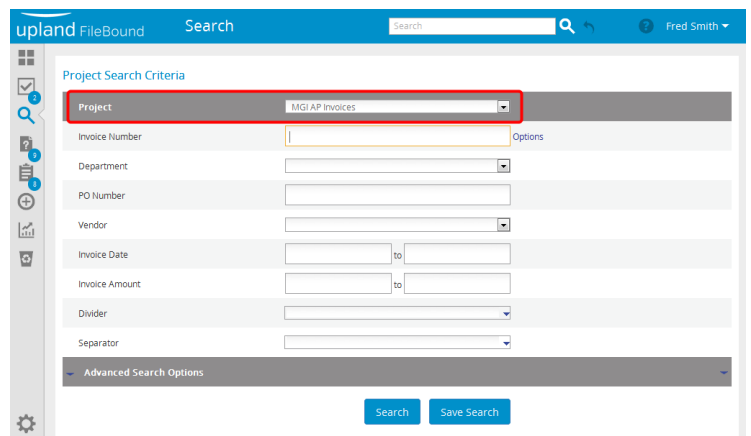 upland FileBound Search Search Fred Smith
Project Search Criteria
Project MGI AP Invoices
2
Invoice Number Options
9
Department
8
PO Number
Vendor
Invoice Date to
Invoice Amount to
Divider
Separator
Advanced Search Options
Search Save Search